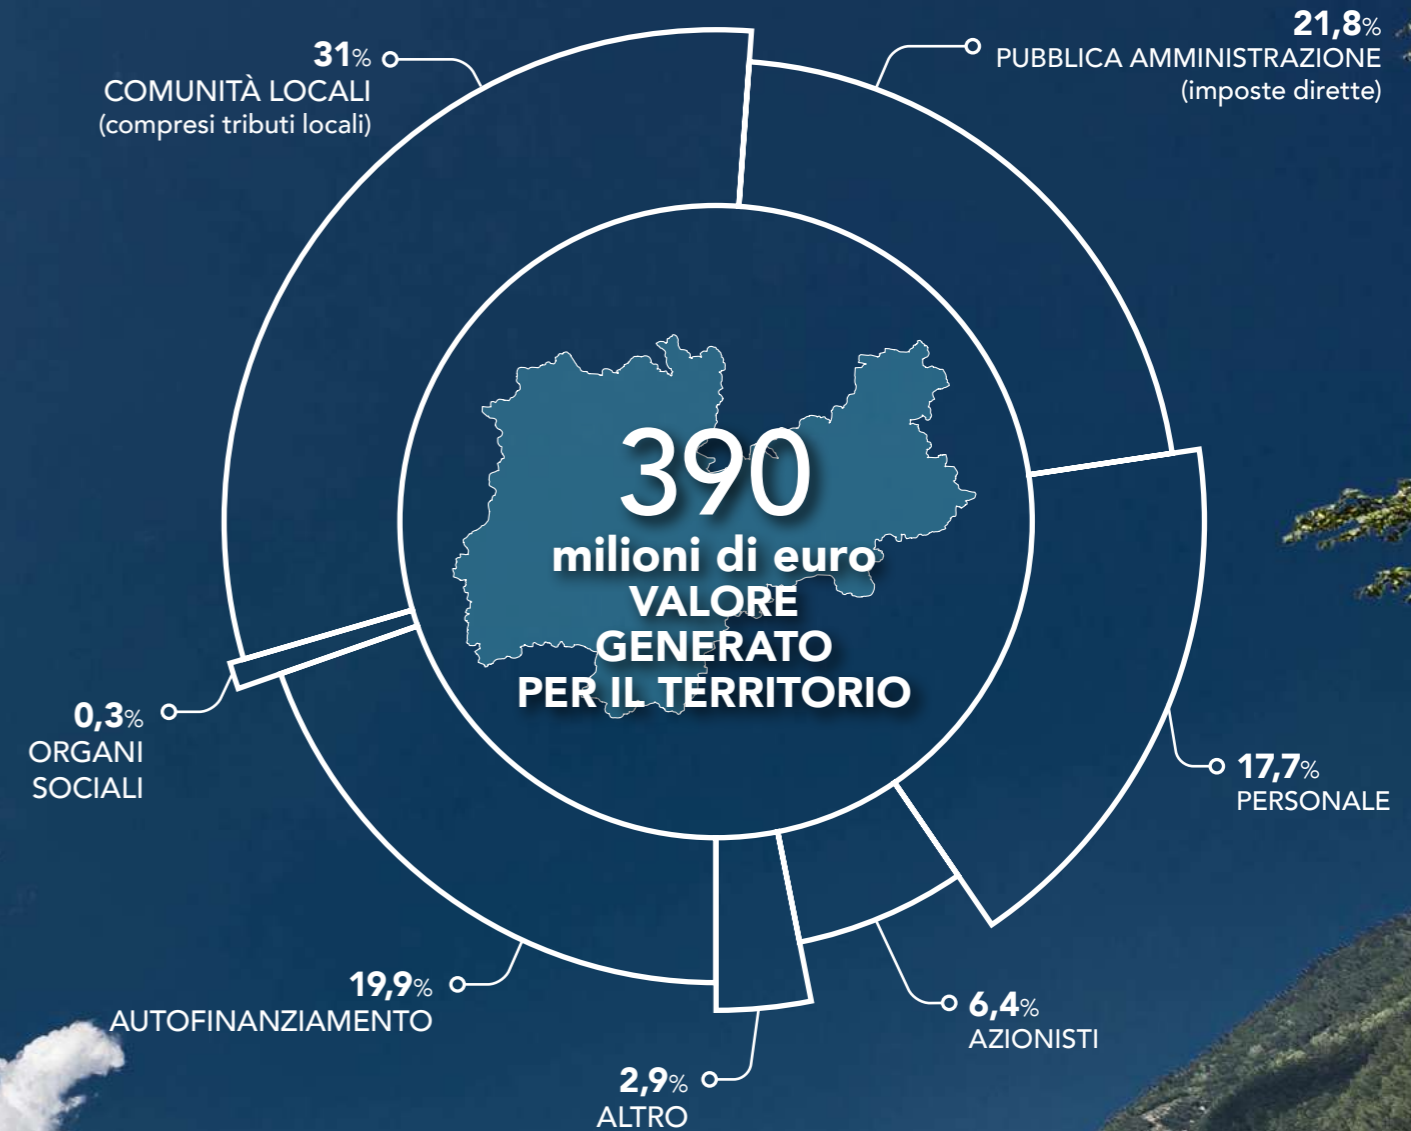 31%
COMUNITÀ LOCALI
(compresi tributi locali)
21,8%
PUBBLICA AMMINISTRAZIONE
(imposte dirette)
390
milioni di euro
VALORE
GENERATO
PER IL TERRITORIO
0,3%
ORGANI
SOCIALI
17,7%
PERSONALE
19,9%
AUTOFINANZIAMENTO
6,4%
AZIONISTI
2,9%
ALTRO